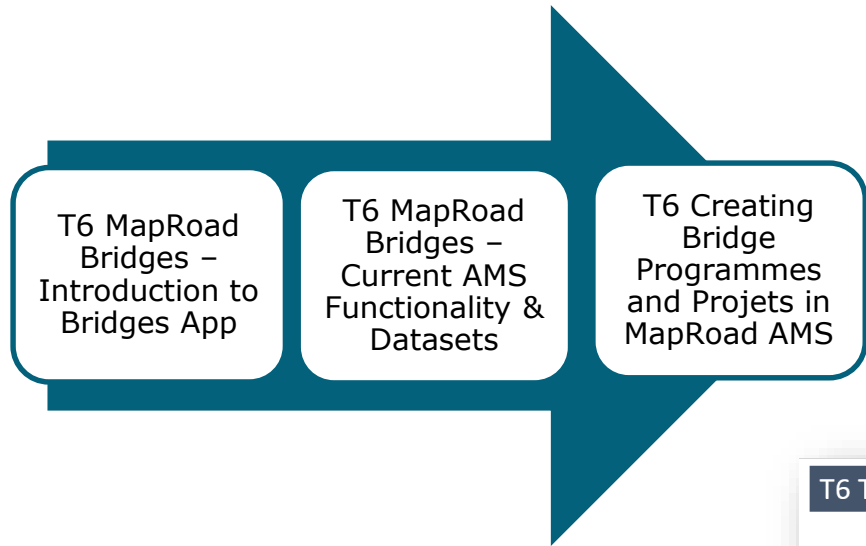 T6 MapRoad
Bridges –
Introduction to
Bridges App
T6 MapRoad
Bridges –
Current AMS
Functionality &
Datasets
T6 Creating
Bridge
Programmes
and Projets in
MapRoad AMS
T6